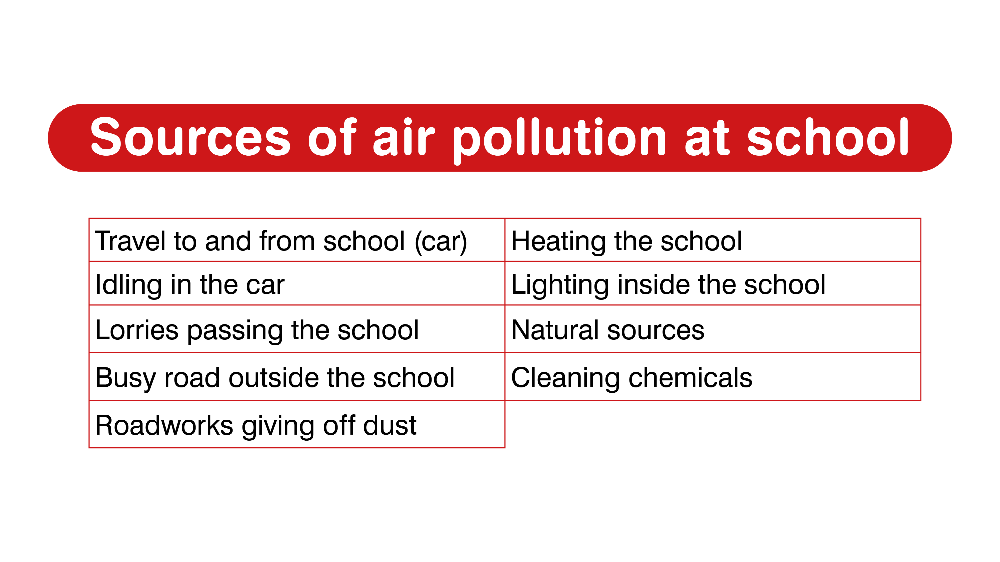 Sources of air pollution at school
Travel to and from school (car)
Heating the school
Idling in the car
Lighting inside the school
Lorries passing the school
Natural sources
Busy road outside the school
Cleaning chemicals
Roadworks giving off dust